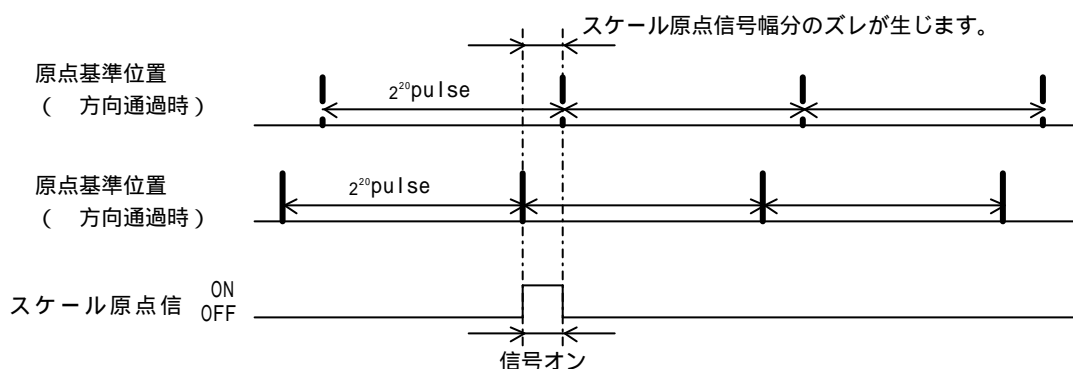 スケール原点信号幅分のズレが生じます。
原点基準位置
(　方向通過時)
2²⁰pulse
原点基準位置
(　方向通過時)
2²⁰pulse
スケール原点信
ON
OFF
信号オン